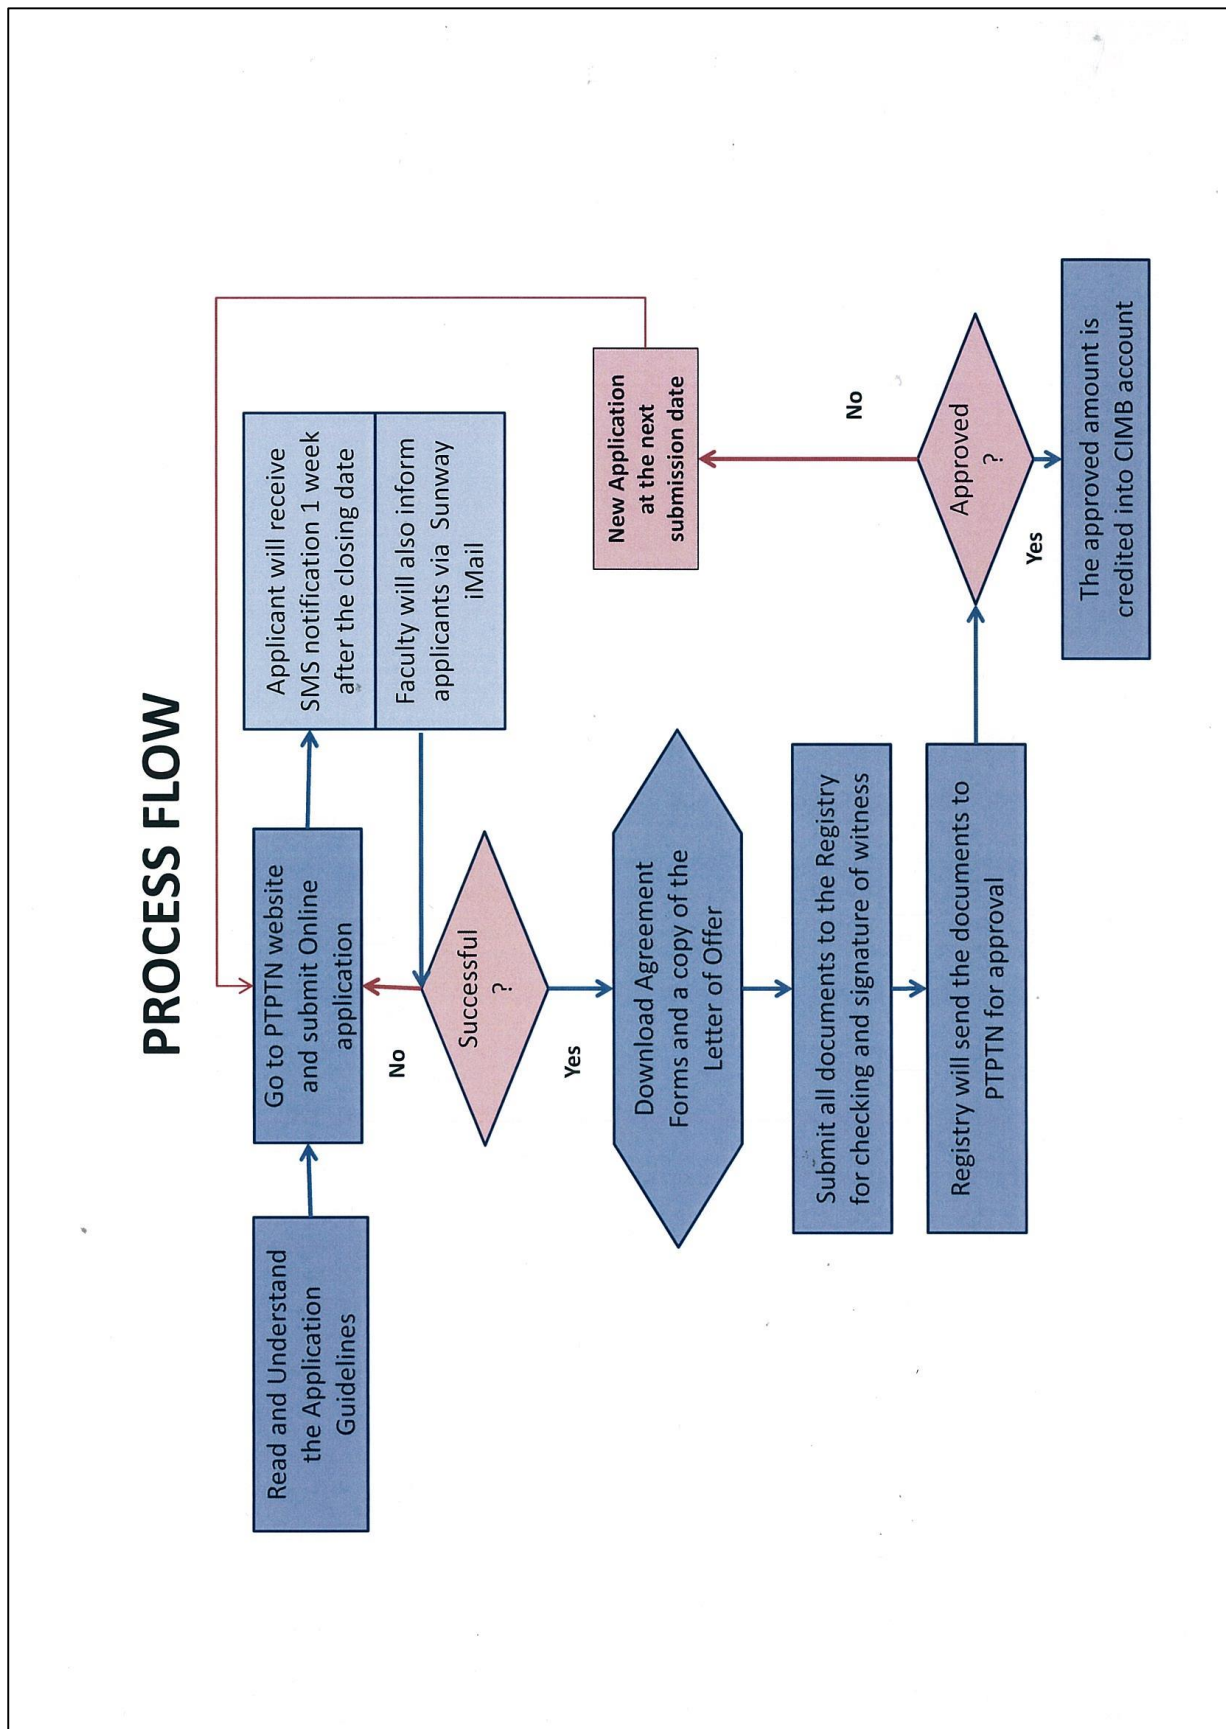 PROCESS FLOW
Read and Understand
the Application
Guidelines
Go to PTPTN website
and submit Online
application
Applicant will receive
SMS notification 1 week
after the closing date
Faculty will also inform
applicants via Sunway
iMail
No
Successful
?
Yes
Download Agreement
Forms and a copy of the
Letter of Offer
Submit all documents to the Registry
for checking and signature of witness
Registry will send the documents to
PTPTN for approval
New Application
at the next
submission date
No
Approved
?
Yes
The approved amount is
credited into CIMB account